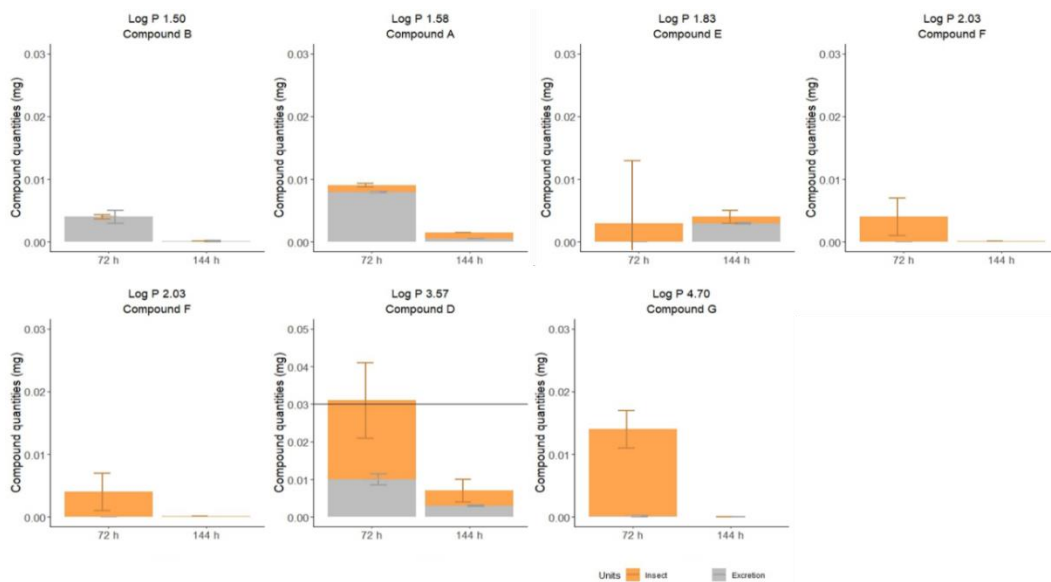 Log P 1.50
Compound B
Compound quantities (mg)
0.03
0.02
0.01
0.00
72 h
144 h
Log P 1.58
Compound A
Compound quantities (mg)
0.03
0.02
0.01
0.00
72 h
144 h
Log P 1.83
Compound E
Compound quantities (mg)
0.03
0.02
0.01
0.00
72 h
144 h
Log P 2.03
Compound F
Compound quantities (mg)
0.03
0.02
0.01
0.00
72 h
144 h
Log P 2.03
Compound F
Compound quantities (mg)
0.03
0.02
0.01
0.00
72 h
144 h
Log P 3.57
Compound D
Compound quantities (mg)
0.05
0.04
0.03
0.02
0.01
0.00
72 h
144 h
Log P 4.70
Compound G
Compound quantities (mg)
0.03
0.02
0.01
0.00
72 h
144 h
Units Insect Excretion